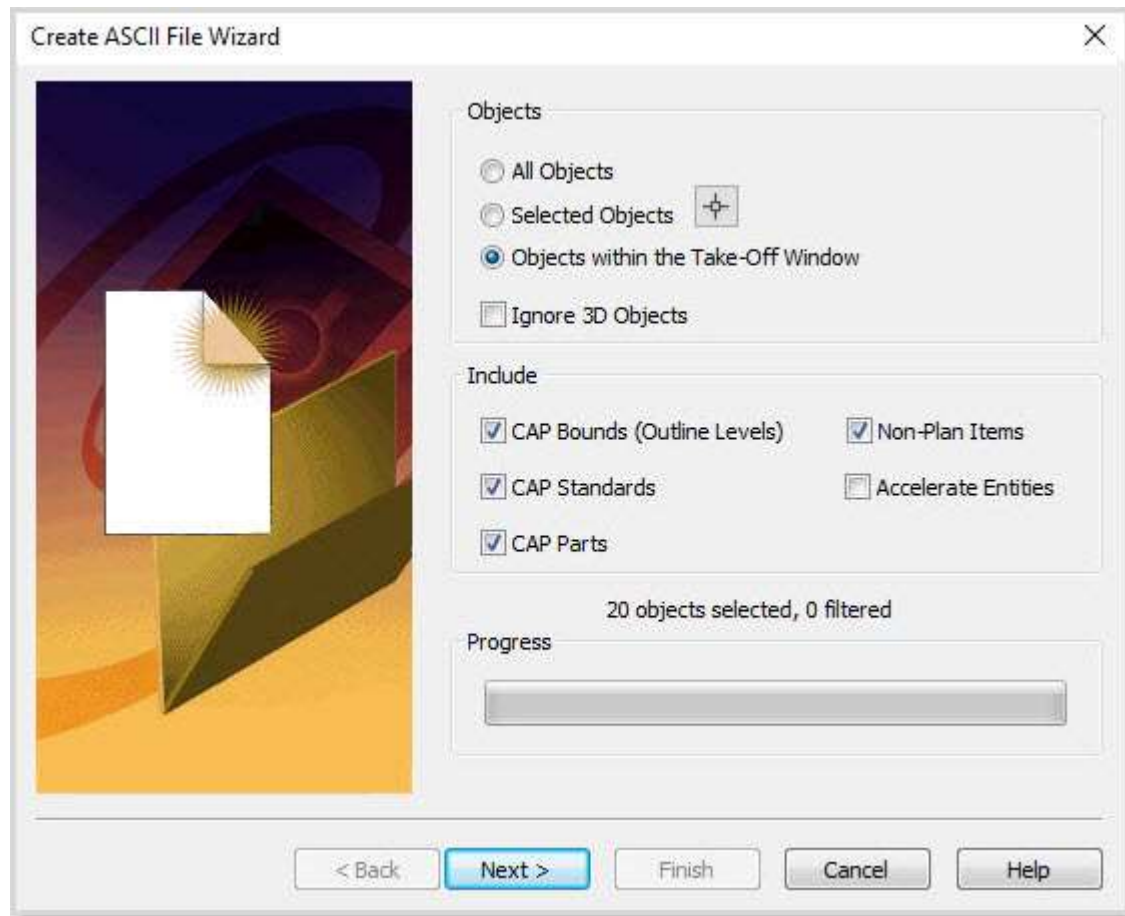 Create ASCII File Wizard
Objects
All Objects
Selected Objects
Objects within the Take-Off Window
Ignore 3D Objects
Include
CAP Bounds (Outline Levels)
Non-Plan Items
CAP Standards
Accelerate Entities
CAP Parts
20 objects selected, 0 filtered
Progress
< Back
Next >
Finish
Cancel
Help